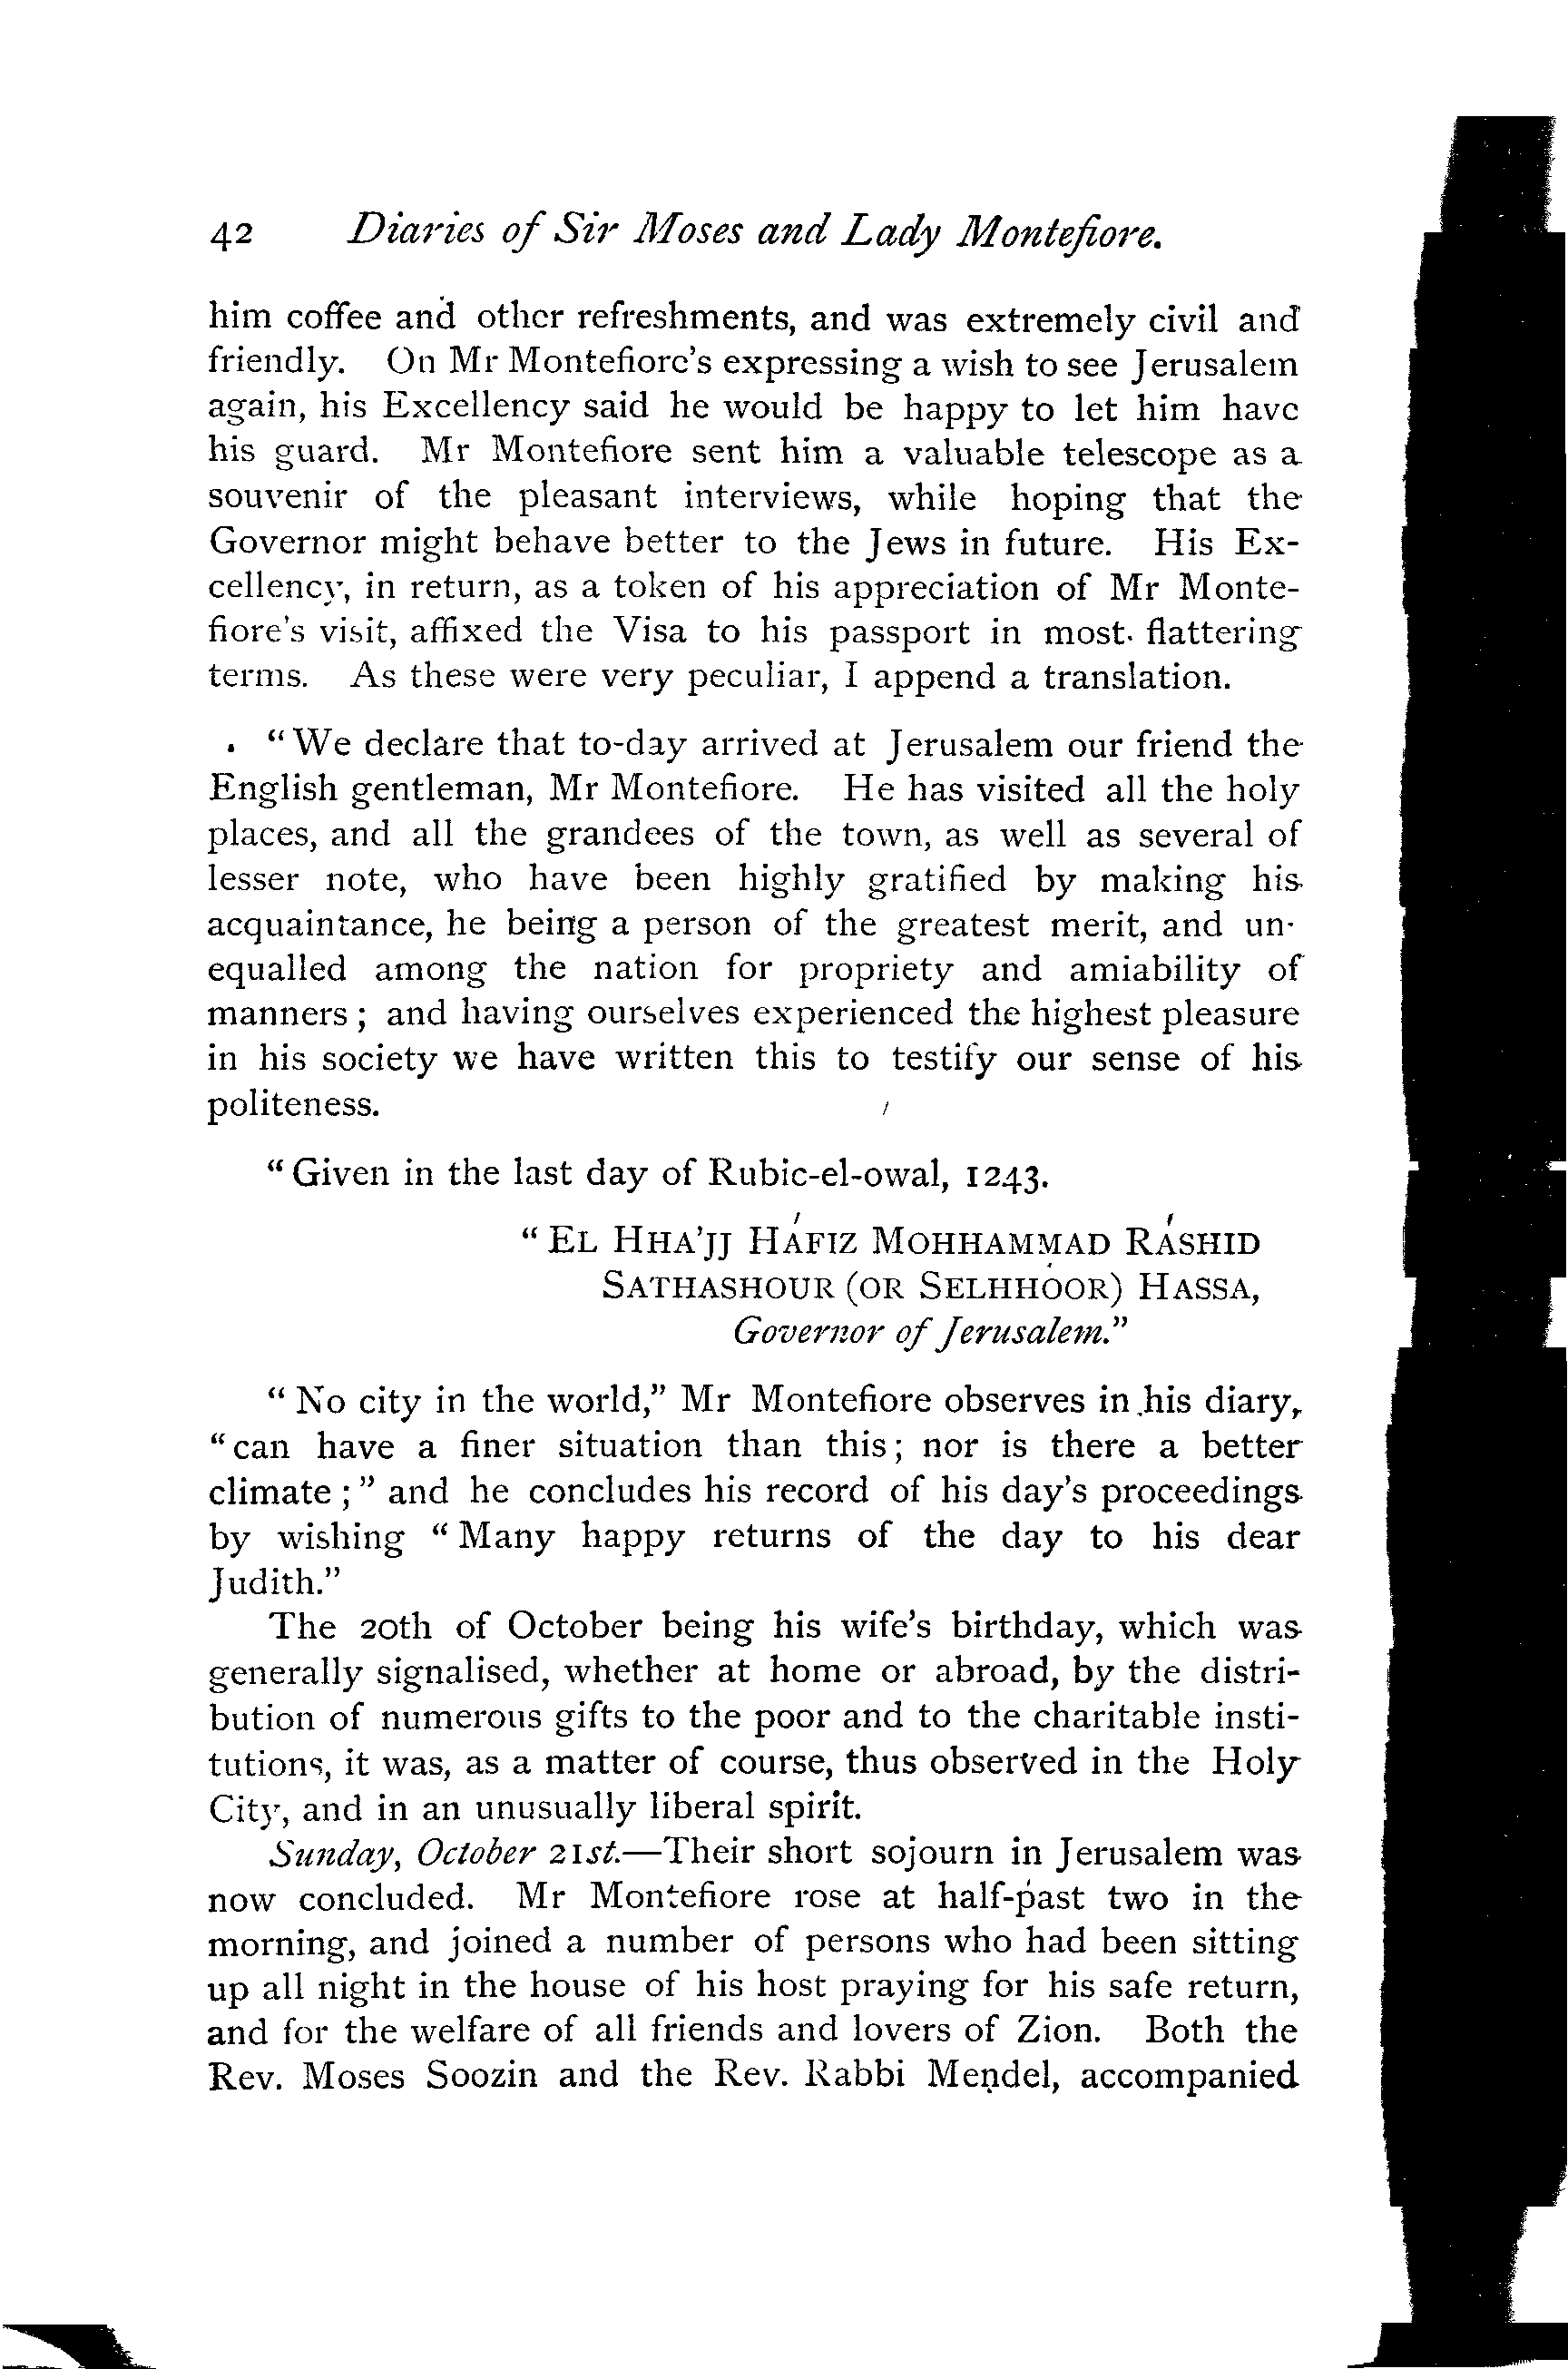 42 Diaries of Sir Moses and Lady Montefiore.
him coffee and other refreshments, and was extremely civil and
friendly. On Mr Montefiore's expressing a wish to see Jerusalem
again, his Excellency said he would be happy to let him have
his guard. Mr Montefiore sent him a valuable telescope as a
souvenir of the pleasant interviews, while hoping that the
Governor might behave better to the Jews in future. His Ex-
cellency, in return, as a token of his appreciation of Mr Monte-
fiore's visit, affixed the Visa to his passport in most flattering
terms. As these were very peculiar, I append a translation.
"We declare that to-day arrived at Jerusalem our friend the
English gentleman, Mr Montefiore. He has visited all the holy
places, and all the grandees of the town, as well as several of
lesser note, who have been highly gratified by making his
acquaintance, he being a person of the greatest merit, and un-
equalled among the nation for propriety and amiability of
manners; and having ourselves experienced the highest pleasure
in his society we have written this to testify our sense of his
politeness.
"Given in the last day of Rubic-el-owal, 1243.
"EL HHA'JJ HÁFIZ MOHHAMMAD RÁSHID
SATHASHOUR (OR SELHHÓOR) HASSA,
Governor of Jerusalem."
"No city in the world," Mr Montefiore observes in his diary,
"can have a finer situation than this; nor is there a better
climate;" and he concludes his record of his day's proceedings
by wishing "Many happy returns of the day to his dear
Judith."
The 20th of October being his wife's birthday, which was
generally signalised, whether at home or abroad, by the distri-
bution of numerous gifts to the poor and to the charitable insti-
tutions, it was, as a matter of course, thus observed in the Holy
City, and in an unusually liberal spirit.
Sunday, October 21st.—Their short sojourn in Jerusalem was
now concluded. Mr Montefiore rose at half-past two in the
morning, and joined a number of persons who had been sitting
up all night in the house of his host praying for his safe return,
and for the welfare of all friends and lovers of Zion. Both the
Rev. Moses Soozin and the Rev. Rabbi Mendel, accompanied